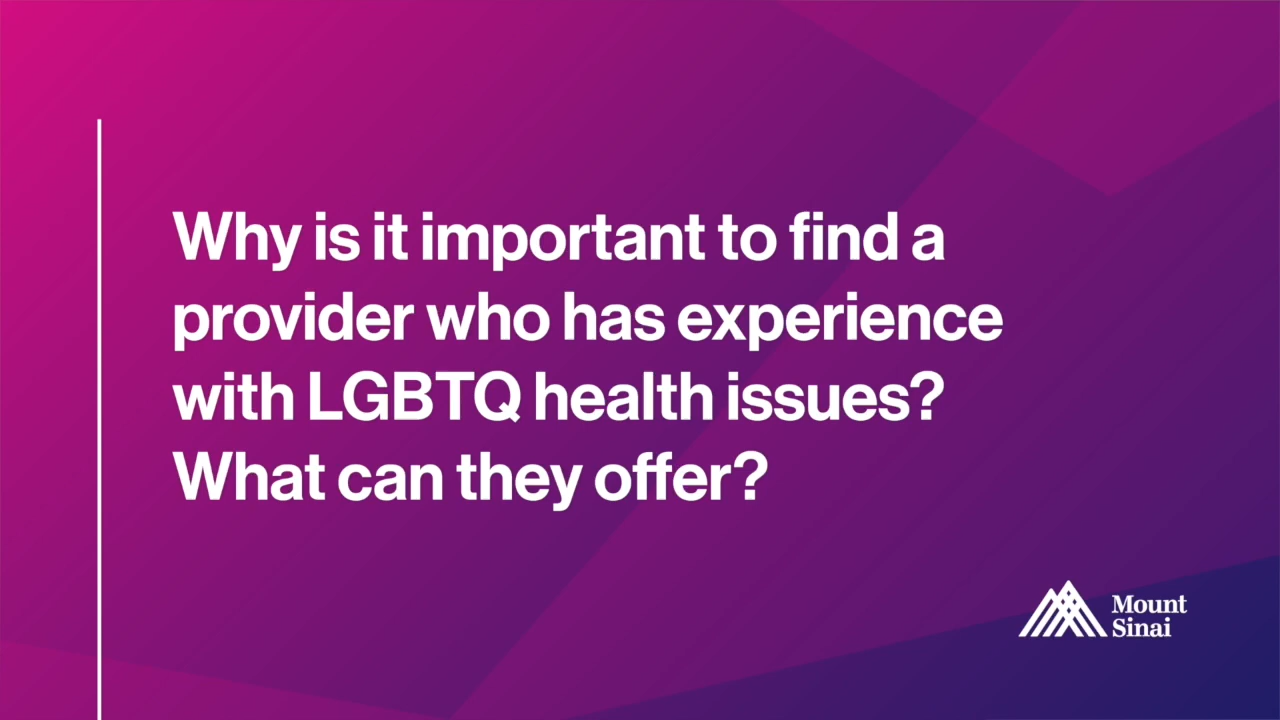 Why is it important to find a
provider who has experience
with LGBTQ health issues?
What can they offer?
Mount
Sinai